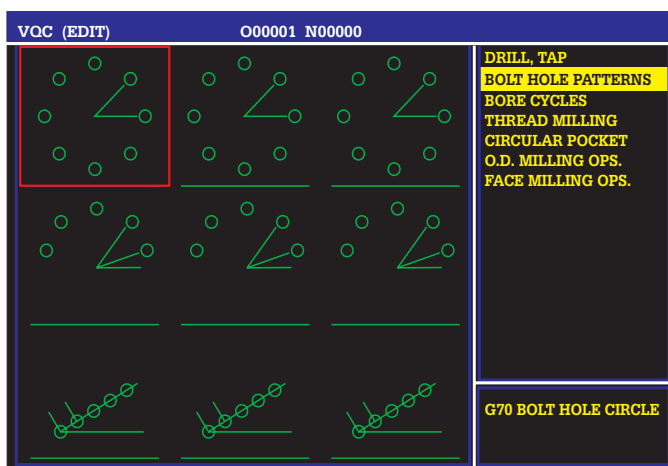 VQC (EDIT) O00001 N00000
DRILL, TAP
BOLT HOLE PATTERNS
BORE CYCLES
THREAD MILLING
CIRCULAR POCKET
O.D. MILLING OPS.
FACE MILLING OPS.
G70 BOLT HOLE CIRCLE